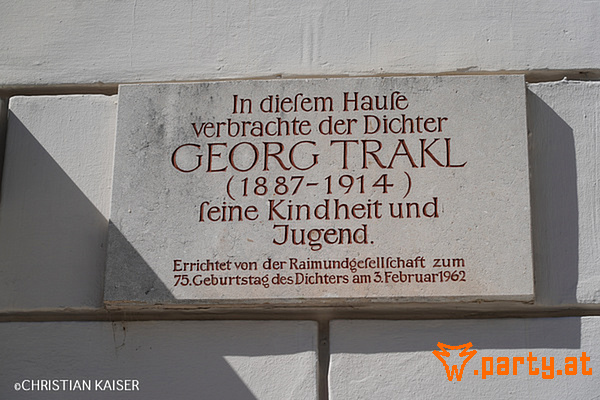 In dieſem Hauſe
verbrachte der Dichter
GEORG TRAKL
(1887-1914)
ſeine Kindheit und
Jugend.
Errichtet von der Raimundgeſellſchaft zum
75. Geburtstag des Dichters am 3. Februar 1962
w.party.at
©CHRISTIAN KAISER